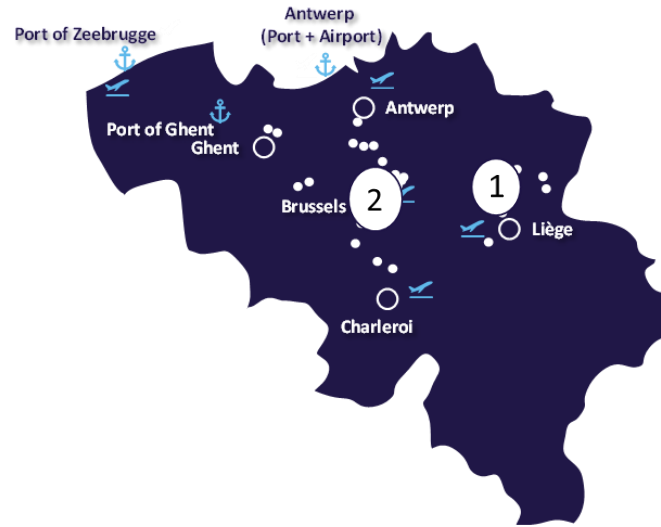 Antwerp
(Port + Airport)
Port of Zeebrugge
Antwerp
Port of Ghent
Ghent
1
2
Brussels
Liège
Charleroi